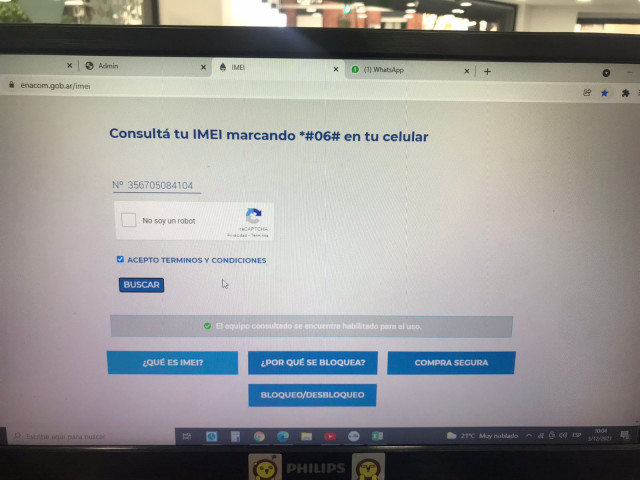 Admin
IMEI
(1) WhatsApp
enacom.gob.ar/imei
Consultá tu IMEI marcando *#06# en tu celular
Nº 356705084104
No soy un robot
reCAPTCHA
Privacidad - Términos
ACEPTO TERMINOS Y CONDICIONES
BUSCAR
El equipo consultado se encuentra habilitado para el uso.
¿QUÉ ES IMEI?
¿POR QUÉ SE BLOQUEA?
COMPRA SEGURA
BLOQUEO/DESBLOQUEO
Escribe aquí para buscar
21°C Muy nublado
ESP
3/12/2021
PHILIPS